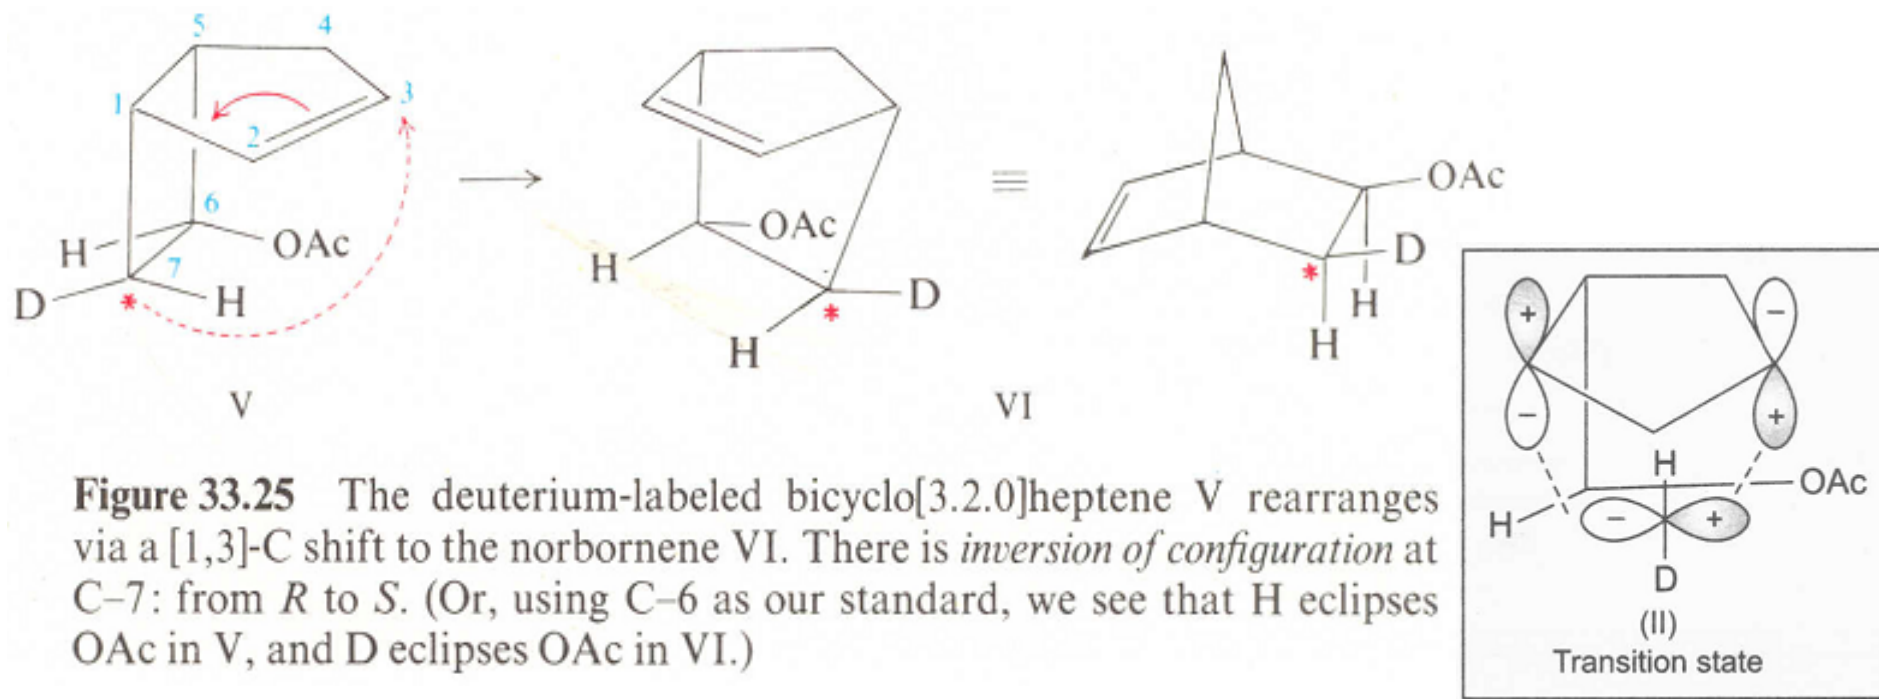 5 4
1 3
2
6
H OAc
7
D * H
V
OAc
H
D
*
H
≡
OAc
D
*
H
H
VI
Figure 33.25 The deuterium-labeled bicyclo[3.2.0]heptene V rearranges
via a [1,3]-C shift to the norbornene VI. There is inversion of configuration at
C–7: from R to S. (Or, using C–6 as our standard, we see that H eclipses
OAc in V, and D eclipses OAc in VI.)
+ −
− +
H
OAc
H
− +
D
(II)
Transition state